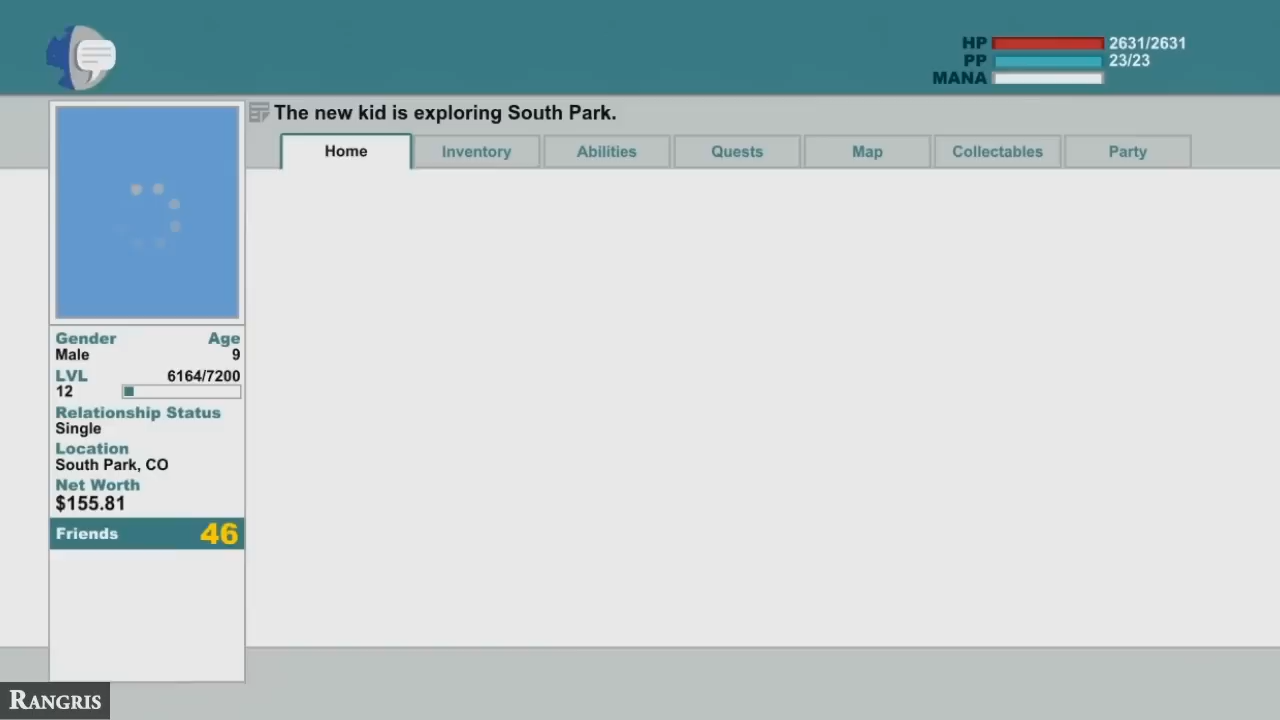 HP 2631/2631
PP 23/23
MANA
The new kid is exploring South Park.
Home Inventory Abilities Quests Map Collectables Party
Gender Age
Male 9
LVL 6164/7200
12
Relationship Status
Single
Location
South Park, CO
Net Worth
$155.81
Friends 46
RANGRIS